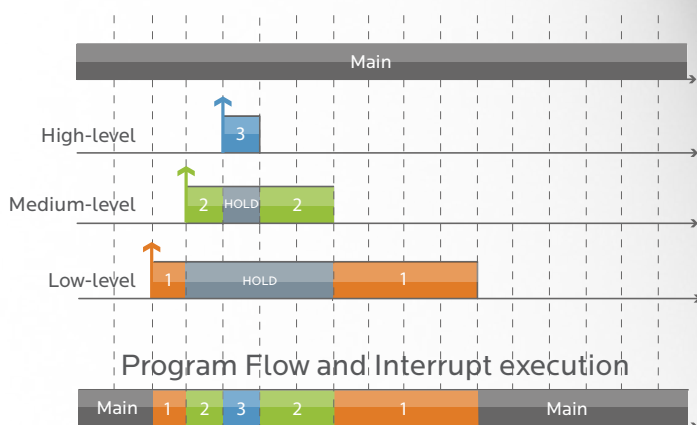 Main
High-level 3
Medium-level 2 HOLD 2
Low-level 1 HOLD 1
Program Flow and Interrupt execution
Main 1 2 3 2 1 Main